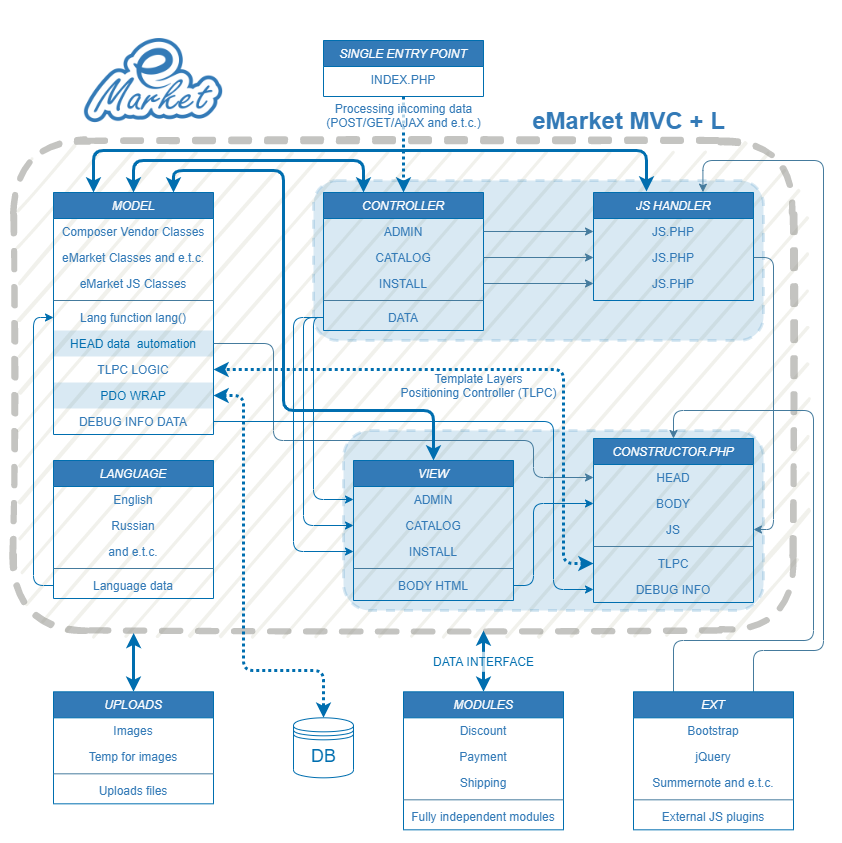 e
Market
SINGLE ENTRY POINT
INDEX.PHP
Processing incoming data
(POST/GET/AJAX and e.t.c.)
eMarket MVC + L
MODEL
Composer Vendor Classes
eMarket Classes and e.t.c.
eMarket JS Classes
Lang function lang()
HEAD data automation
TLPC LOGIC
PDO WRAP
DEBUG INFO DATA
CONTROLLER
ADMIN
CATALOG
INSTALL
DATA
JS HANDLER
JS.PHP
JS.PHP
JS.PHP
Template Layers
Positioning Controller (TLPC)
LANGUAGE
English
Russian
and e.t.c.
Language data
VIEW
ADMIN
CATALOG
INSTALL
BODY HTML
CONSTRUCTOR.PHP
HEAD
BODY
JS
TLPC
DEBUG INFO
DATA INTERFACE
UPLOADS
Images
Temp for images
Uploads files
DB
MODULES
Discount
Payment
Shipping
Fully independent modules
EXT
Bootstrap
jQuery
Summernote and e.t.c.
External JS plugins